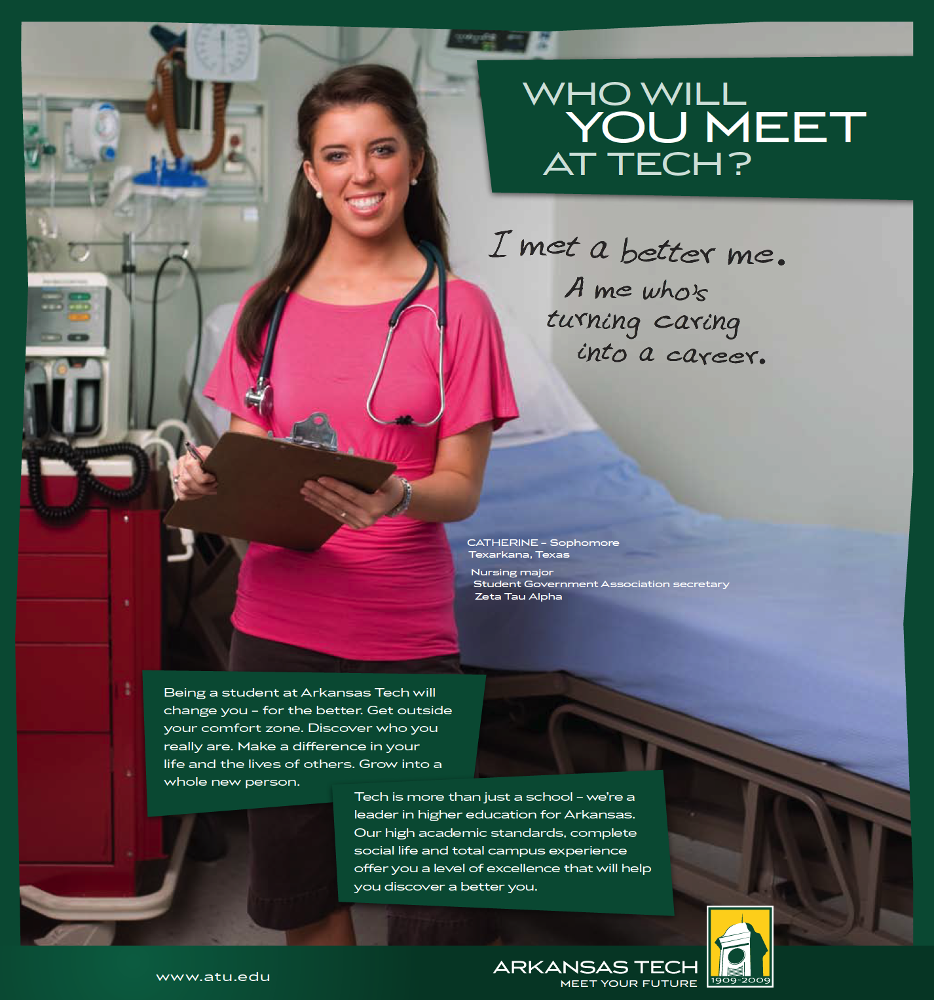 WHO WILL
YOU MEET
AT TECH?
I met a better me.
A me who's
turning caring
into a career.
CATHERINE – Sophomore
Texarkana, Texas
Nursing major
Student Government Association secretary
Zeta Tau Alpha
Being a student at Arkansas Tech will
change you – for the better. Get outside
your comfort zone. Discover who you
really are. Make a difference in your
life and the lives of others. Grow into a
whole new person.
Tech is more than just a school – we're a
leader in higher education for Arkansas.
Our high academic standards, complete
social life and total campus experience
offer you a level of excellence that will help
you discover a better you.
www.atu.edu
ARKANSAS TECH
MEET YOUR FUTURE
1909-2009